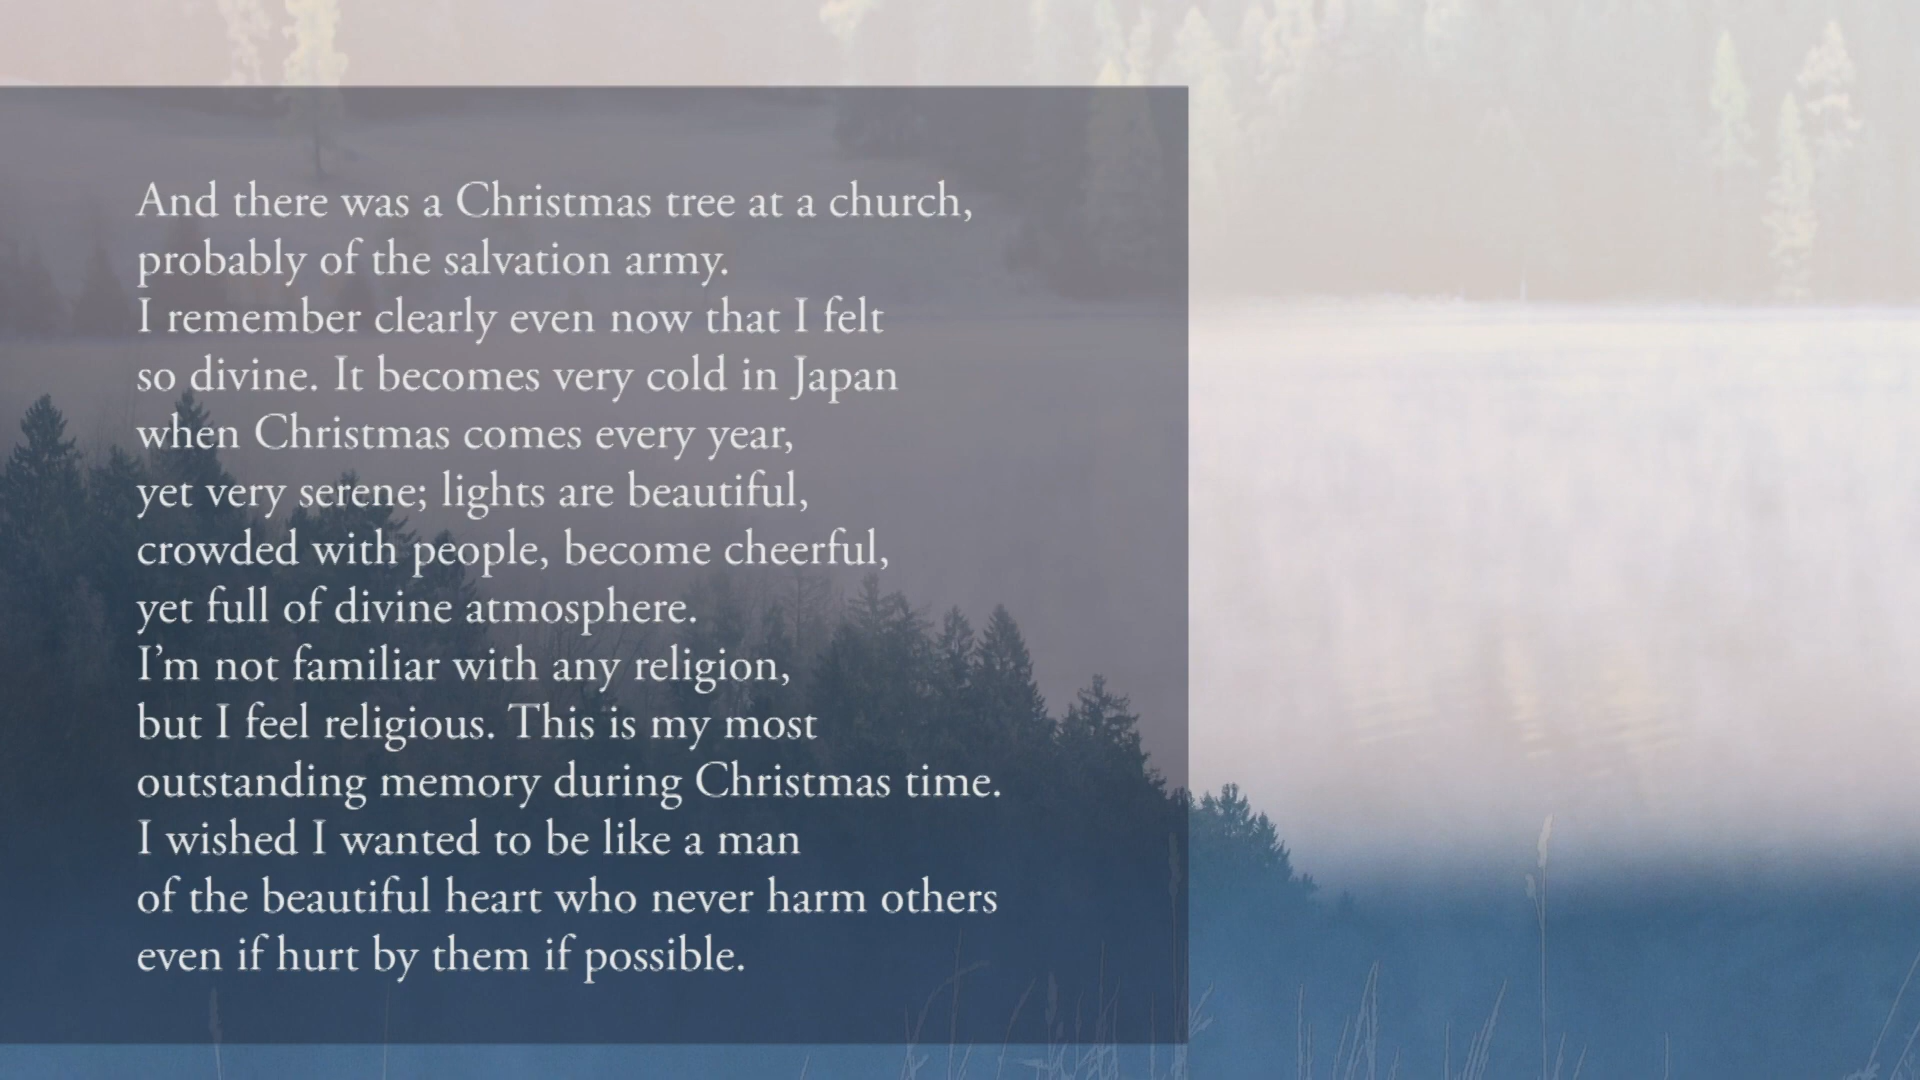 And there was a Christmas tree at a church,
probably of the salvation army.
I remember clearly even now that I felt
so divine. It becomes very cold in Japan
when Christmas comes every year,
yet very serene; lights are beautiful,
crowded with people, become cheerful,
yet full of divine atmosphere.
I’m not familiar with any religion,
but I feel religious. This is my most
outstanding memory during Christmas time.
I wished I wanted to be like a man
of the beautiful heart who never harm others
even if hurt by them if possible.